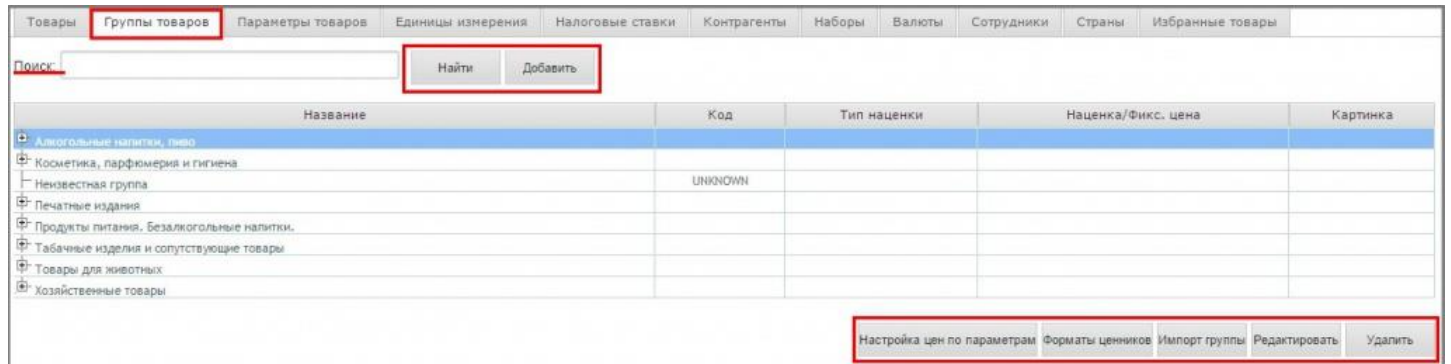 Товары Группы товаров Параметры товаров Единицы измерения Налоговые ставки Контрагенты Наборы Валюты Сотрудники Страны Избранные товары
Поиск: Найти Добавить
Название Код Тип наценки Наценка/Фикс. цена Картинка
Алкогольные напитки, пиво
Косметика, парфюмерия и гигиена
Неизвестная группа UNKNOWN
Печатные издания
Продукты питания. Безалкогольные напитки.
Табачные изделия и сопутствующие товары
Товары для животных
Хозяйственные товары
Настройка цен по параметрам Форматы ценников Импорт группы Редактировать Удалить